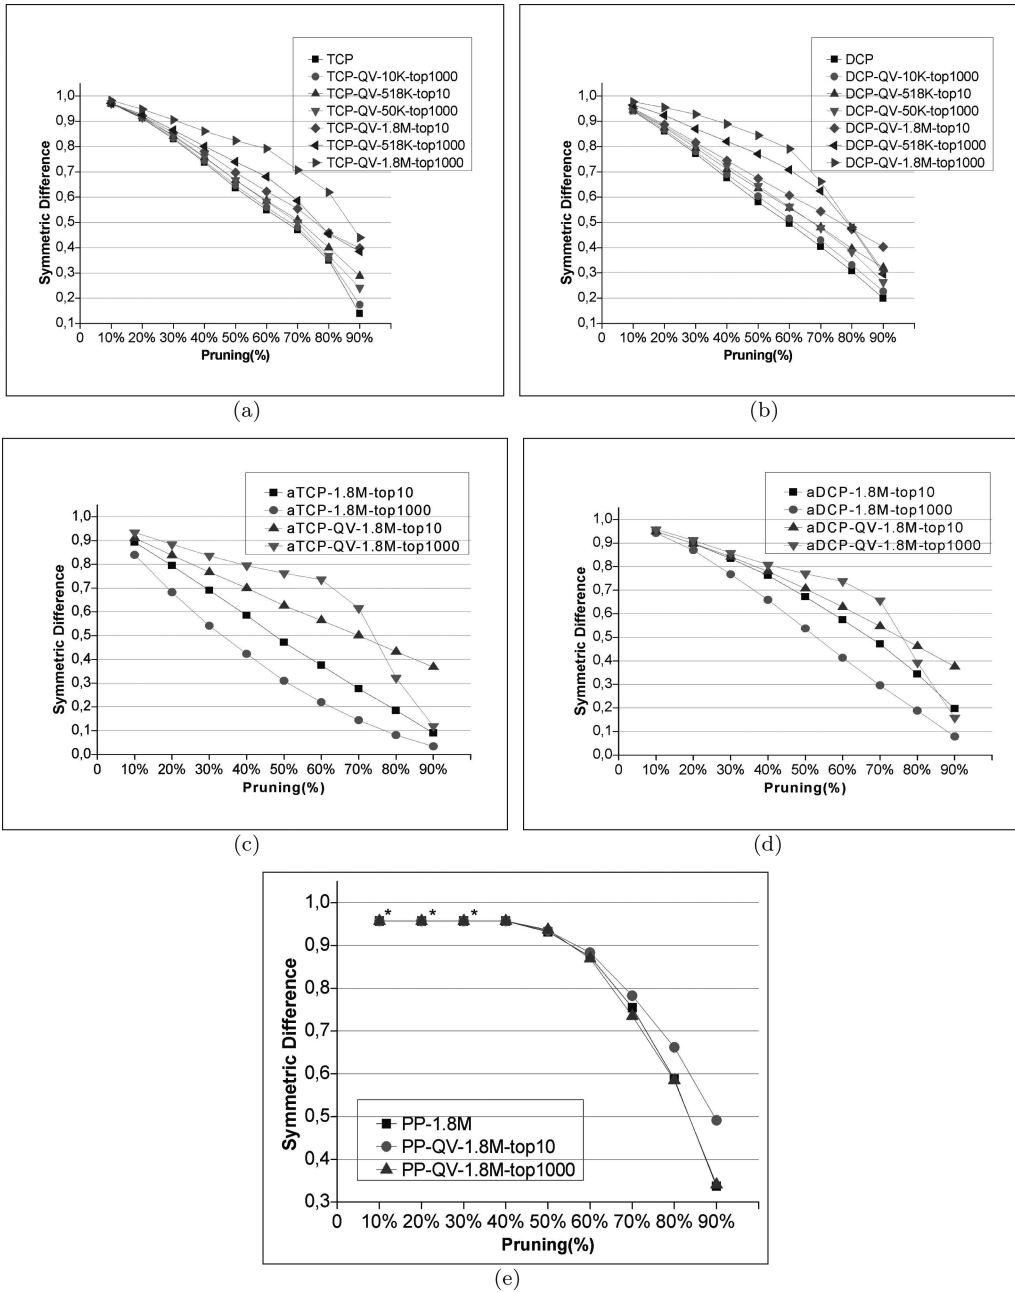 TCP
TCP-QV-10K-top1000
TCP-QV-518K-top10
TCP-QV-50K-top1000
TCP-QV-1.8M-top10
TCP-QV-518K-top1000
TCP-QV-1.8M-top1000
1,0
0,9
0,8
0,7
0,6
0,5
0,4
0,3
0,2
0,1
Symmetric Difference
0 10% 20% 30% 40% 50% 60% 70% 80% 90%
Pruning(%)
(a)
DCP
DCP-QV-10K-top1000
DCP-QV-518K-top10
DCP-QV-50K-top1000
DCP-QV-1.8M-top10
DCP-QV-518K-top1000
DCP-QV-1.8M-top1000
1,0
0,9
0,8
0,7
0,6
0,5
0,4
0,3
0,2
0,1
Symmetric Difference
0 10% 20% 30% 40% 50% 60% 70% 80% 90%
Pruning(%)
(b)
aTCP-1.8M-top10
aTCP-1.8M-top1000
aTCP-QV-1.8M-top10
aTCP-QV-1.8M-top1000
1,0
0,9
0,8
0,7
0,6
0,5
0,4
0,3
0,2
0,1
0,0
Symmetric Difference
0 10% 20% 30% 40% 50% 60% 70% 80% 90%
Pruning(%)
(c)
aDCP-1.8M-top10
aDCP-1.8M-top1000
aDCP-QV-1.8M-top10
aDCP-QV-1.8M-top1000
1,0
0,9
0,8
0,7
0,6
0,5
0,4
0,3
0,2
0,1
0,0
Symmetric Difference
0 10% 20% 30% 40% 50% 60% 70% 80% 90%
Pruning(%)
(d)
1,0
0,9
0,8
0,7
0,6
0,5
0,4
0,3
Symmetric Difference
* * *
PP-1.8M
PP-QV-1.8M-top10
PP-QV-1.8M-top1000
0 10% 20% 30% 40% 50% 60% 70% 80% 90%
Pruning(%)
(e)